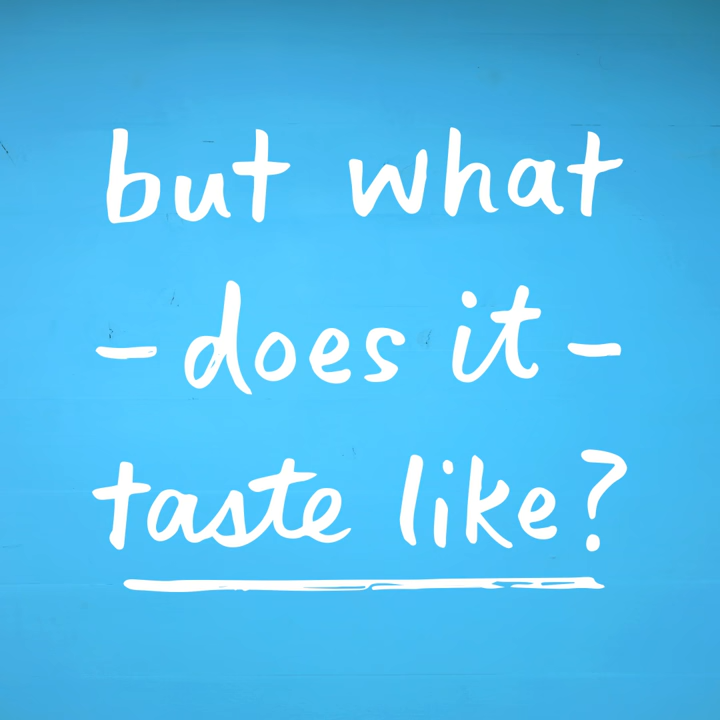 but what
- does it -
taste like?